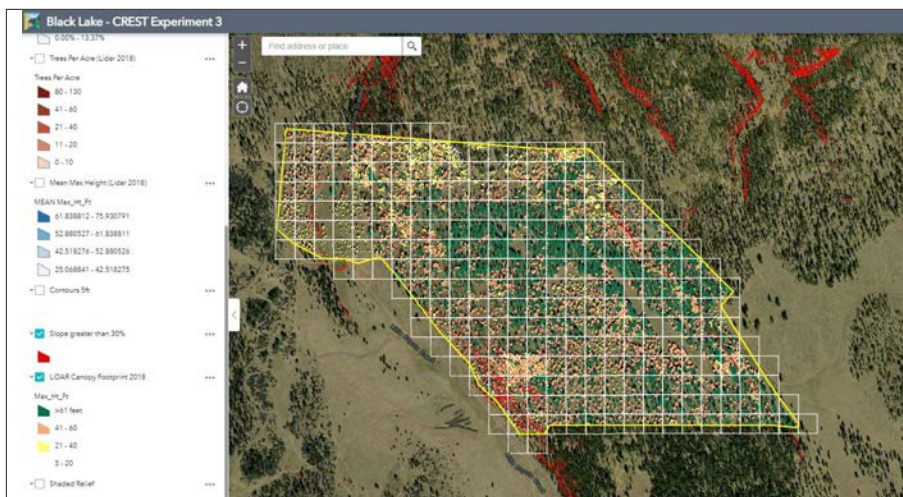 Black Lake - CREST Experiment 3
0.00% - 13.37%
Find address or place
Trees Per Acre (Lidar 2018)
Trees Per Acre
80 - 130
41 - 60
21 - 40
11 - 20
0 - 10
Mean Max Height (Lidar 2018)
MEAN Max_Ht_Ft
61.838812 - 75.930791
52.880527 - 61.838811
42.518276 - 52.880526
25.068841 - 42.518275
Contours 5ft
Slope greater than 30%
LiDAR Canopy Footprint 2018
Max_Ht_Ft
>61 feet
41 - 60
21 - 40
5 - 20
Shaded Relief